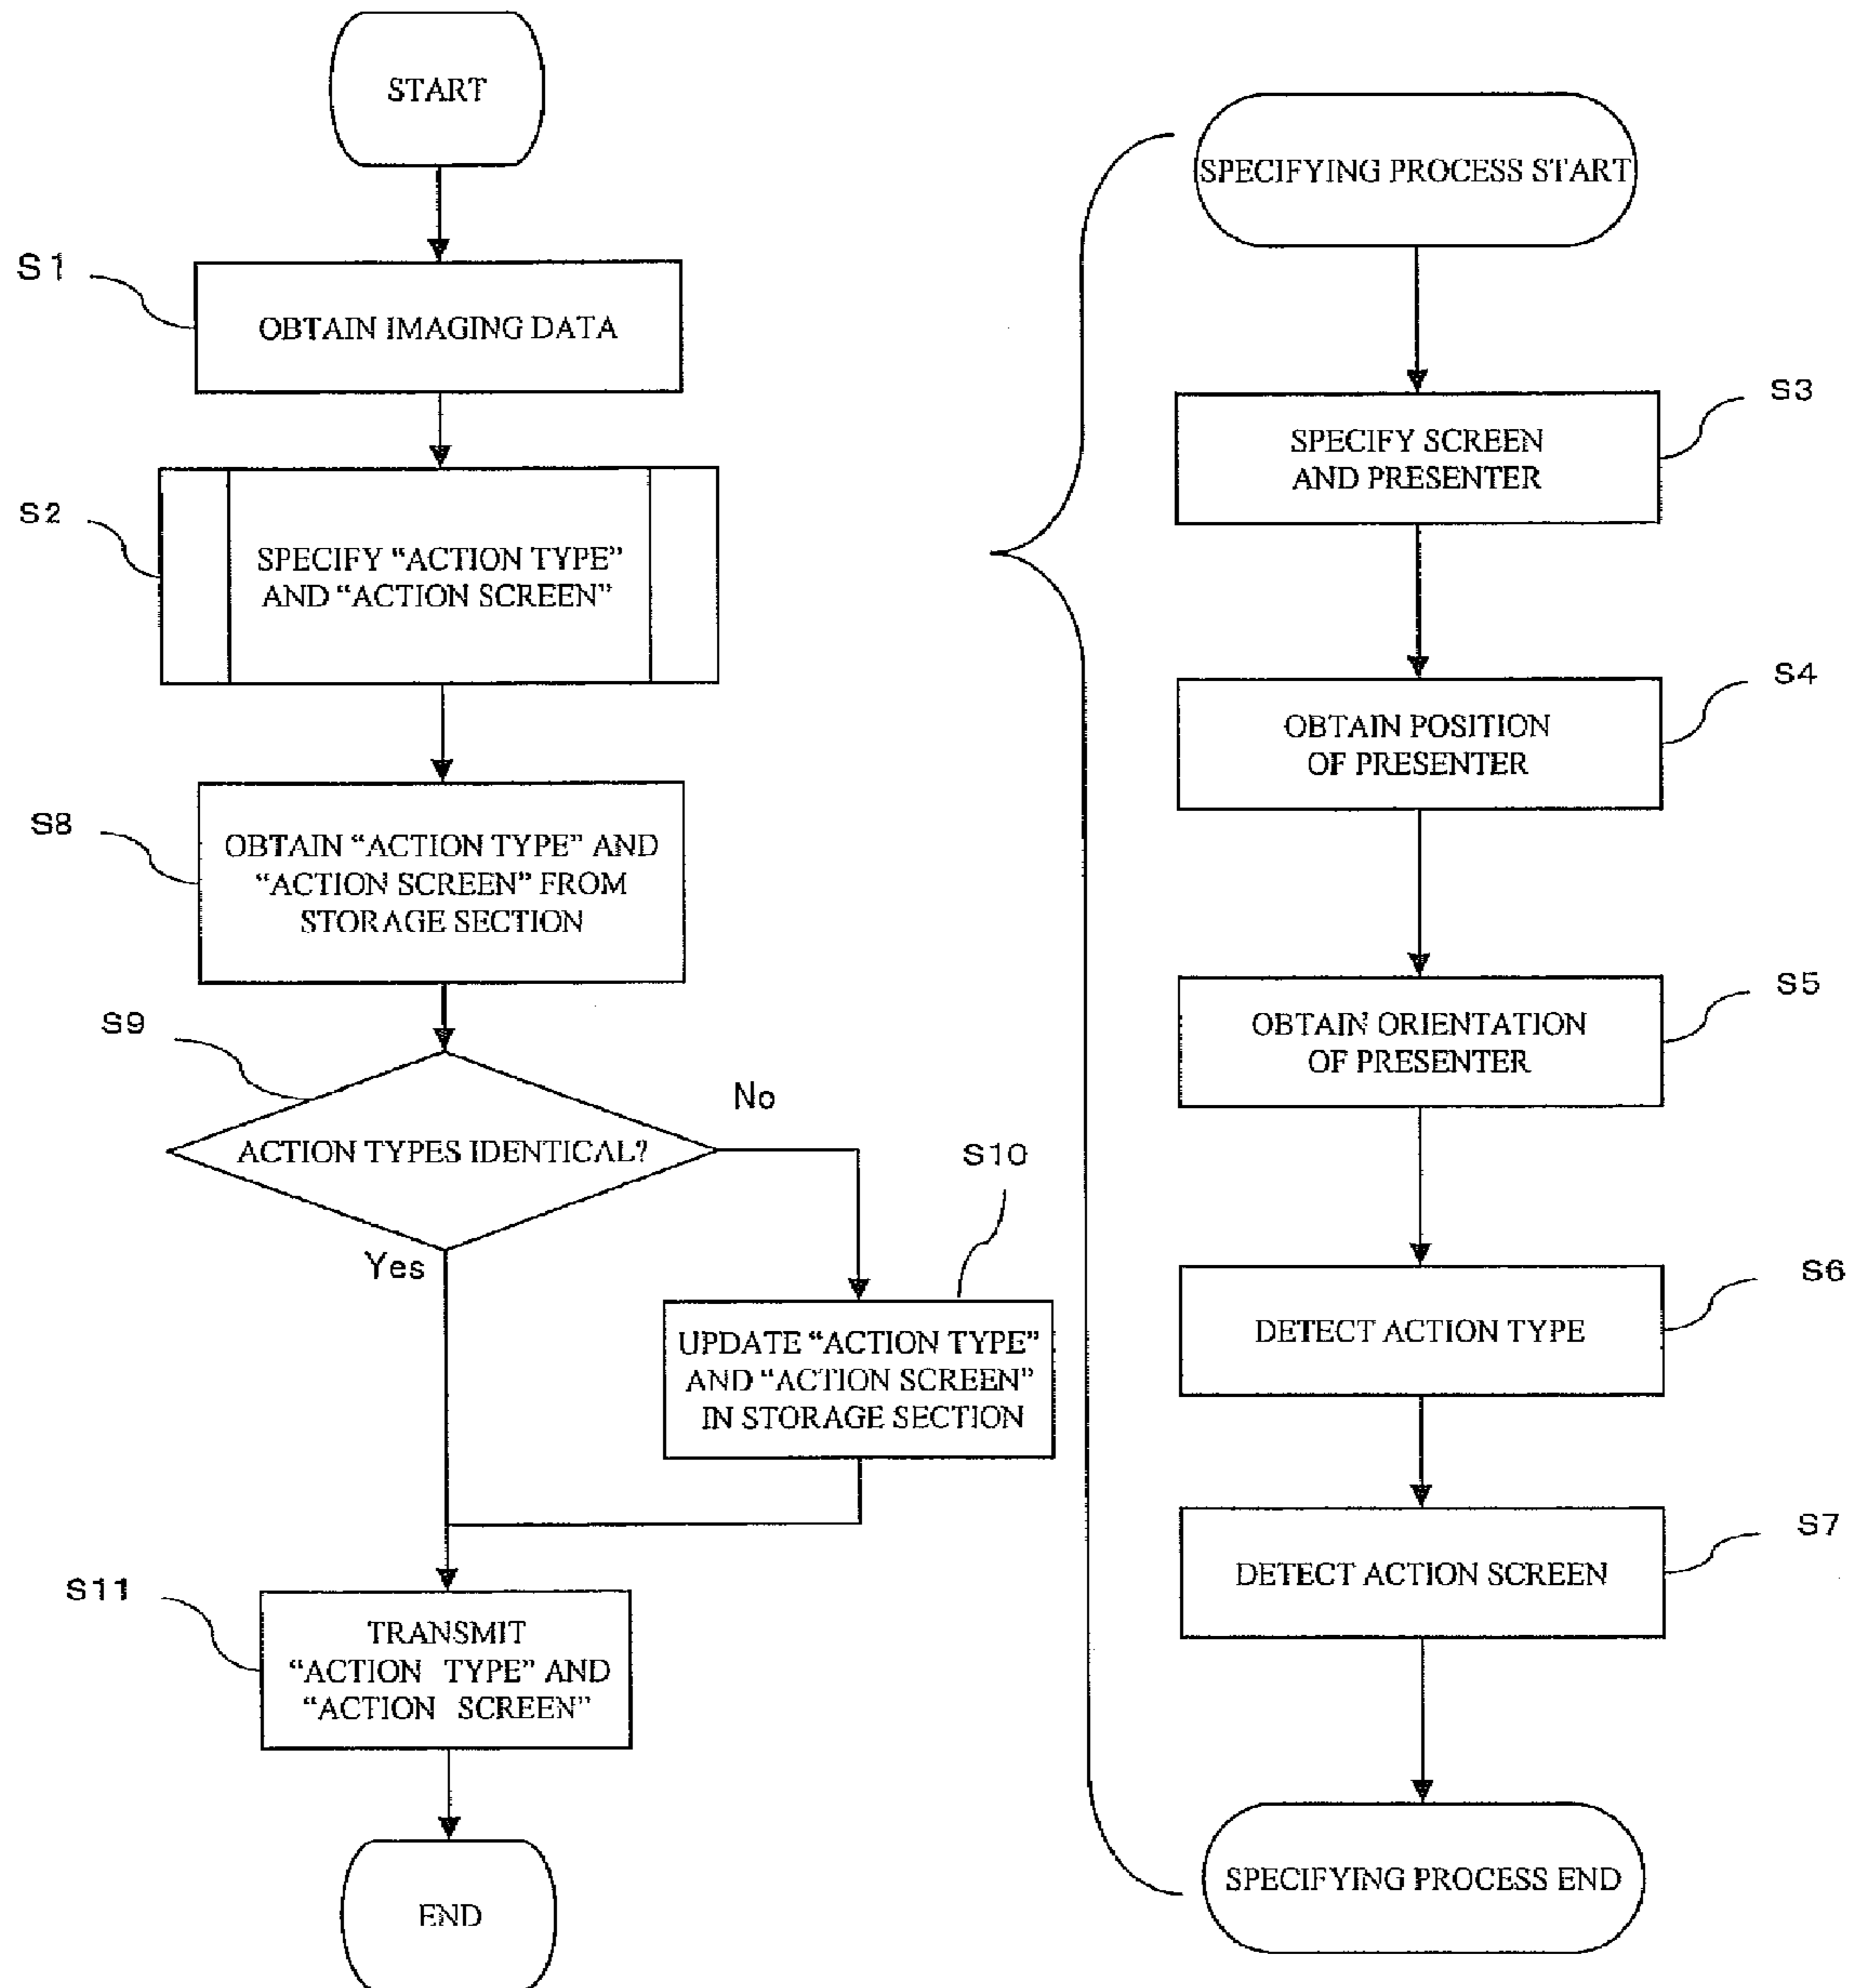 START
S1
OBTAIN IMAGING DATA
S2
SPECIFY “ACTION TYPE”
AND “ACTION SCREEN”
S8
OBTAIN “ACTION TYPE” AND
“ACTION SCREEN” FROM
STORAGE SECTION
S9
ACTION TYPES IDENTICAL?
No
Yes
S10
UPDATE “ACTION TYPE”
AND “ACTION SCREEN”
IN STORAGE SECTION
S11
TRANSMIT
“ACTION TYPE” AND
“ACTION SCREEN”
END
SPECIFYING PROCESS START
S3
SPECIFY SCREEN
AND PRESENTER
S4
OBTAIN POSITION
OF PRESENTER
S5
OBTAIN ORIENTATION
OF PRESENTER
S6
DETECT ACTION TYPE
S7
DETECT ACTION SCREEN
SPECIFYING PROCESS END